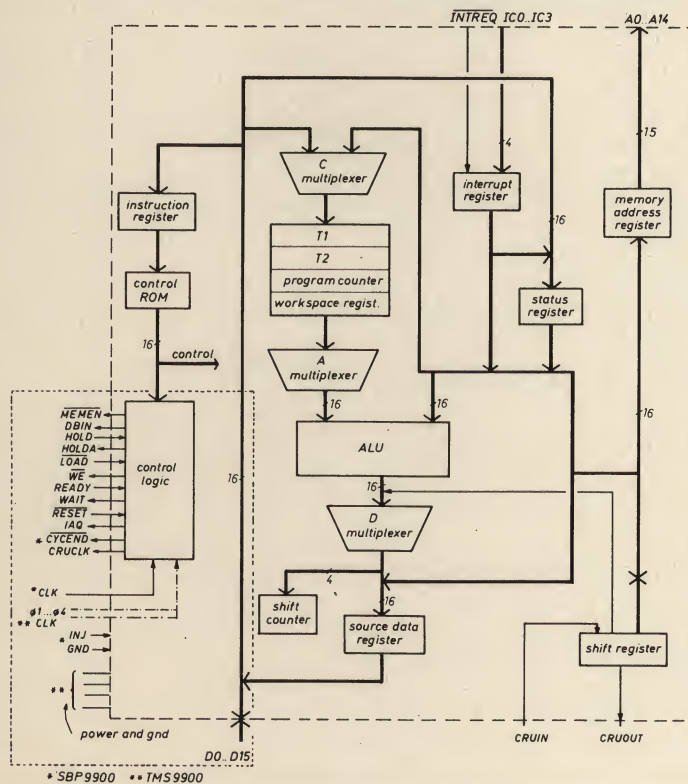 INTREQ IC0..IC3
A0..A14
4
15
C
multiplexer
instruction
register
interrupt
register
memory
address
register
T1
T2
program counter
workspace regist.
16
control
ROM
status
register
16
control
A
multiplexer
16
16
16
MEMEN
DBIN
HOLD
HOLDA
LOAD
WE
READY
WAIT
RESET
IAQ
* CYCEND
CRUCLK
control
logic
ALU
16
16
D
multiplexer
* CLK
ø1...ø4
** CLK
* INJ
GND
4
16
shift
counter
source data
register
shift register
**
power and gnd
CRUIN
CRUOUT
D0..D15
* SBP9900 ** TMS9900